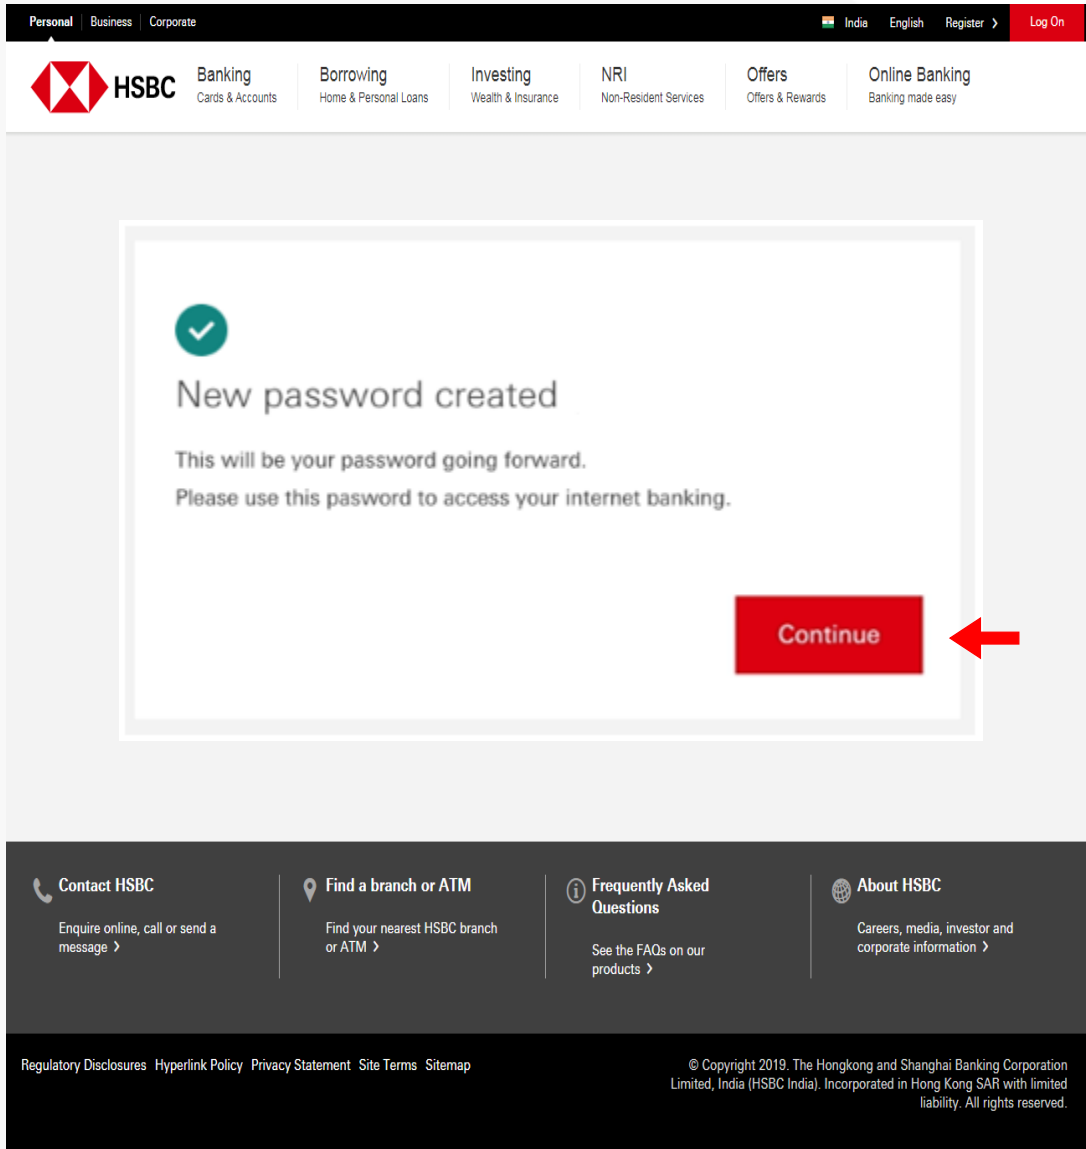 Personal Business Corporate India English Register > Log On
HSBC
Banking Borrowing Investing NRI Offers Online Banking
Cards & Accounts Home & Personal Loans Wealth & Insurance Non-Resident Services Offers & Rewards Banking made easy
New password created
This will be your password going forward.
Please use this pasword to access your internet banking.
Continue
Contact HSBC
Enquire online, call or send a
message >
Find a branch or ATM
Find your nearest HSBC branch
or ATM >
Frequently Asked
Questions
See the FAQs on our
products >
About HSBC
Careers, media, investor and
corporate information >
Regulatory Disclosures Hyperlink Policy Privacy Statement Site Terms Sitemap
© Copyright 2019. The Hongkong and Shanghai Banking Corporation
Limited, India (HSBC India). Incorporated in Hong Kong SAR with limited
liability. All rights reserved.